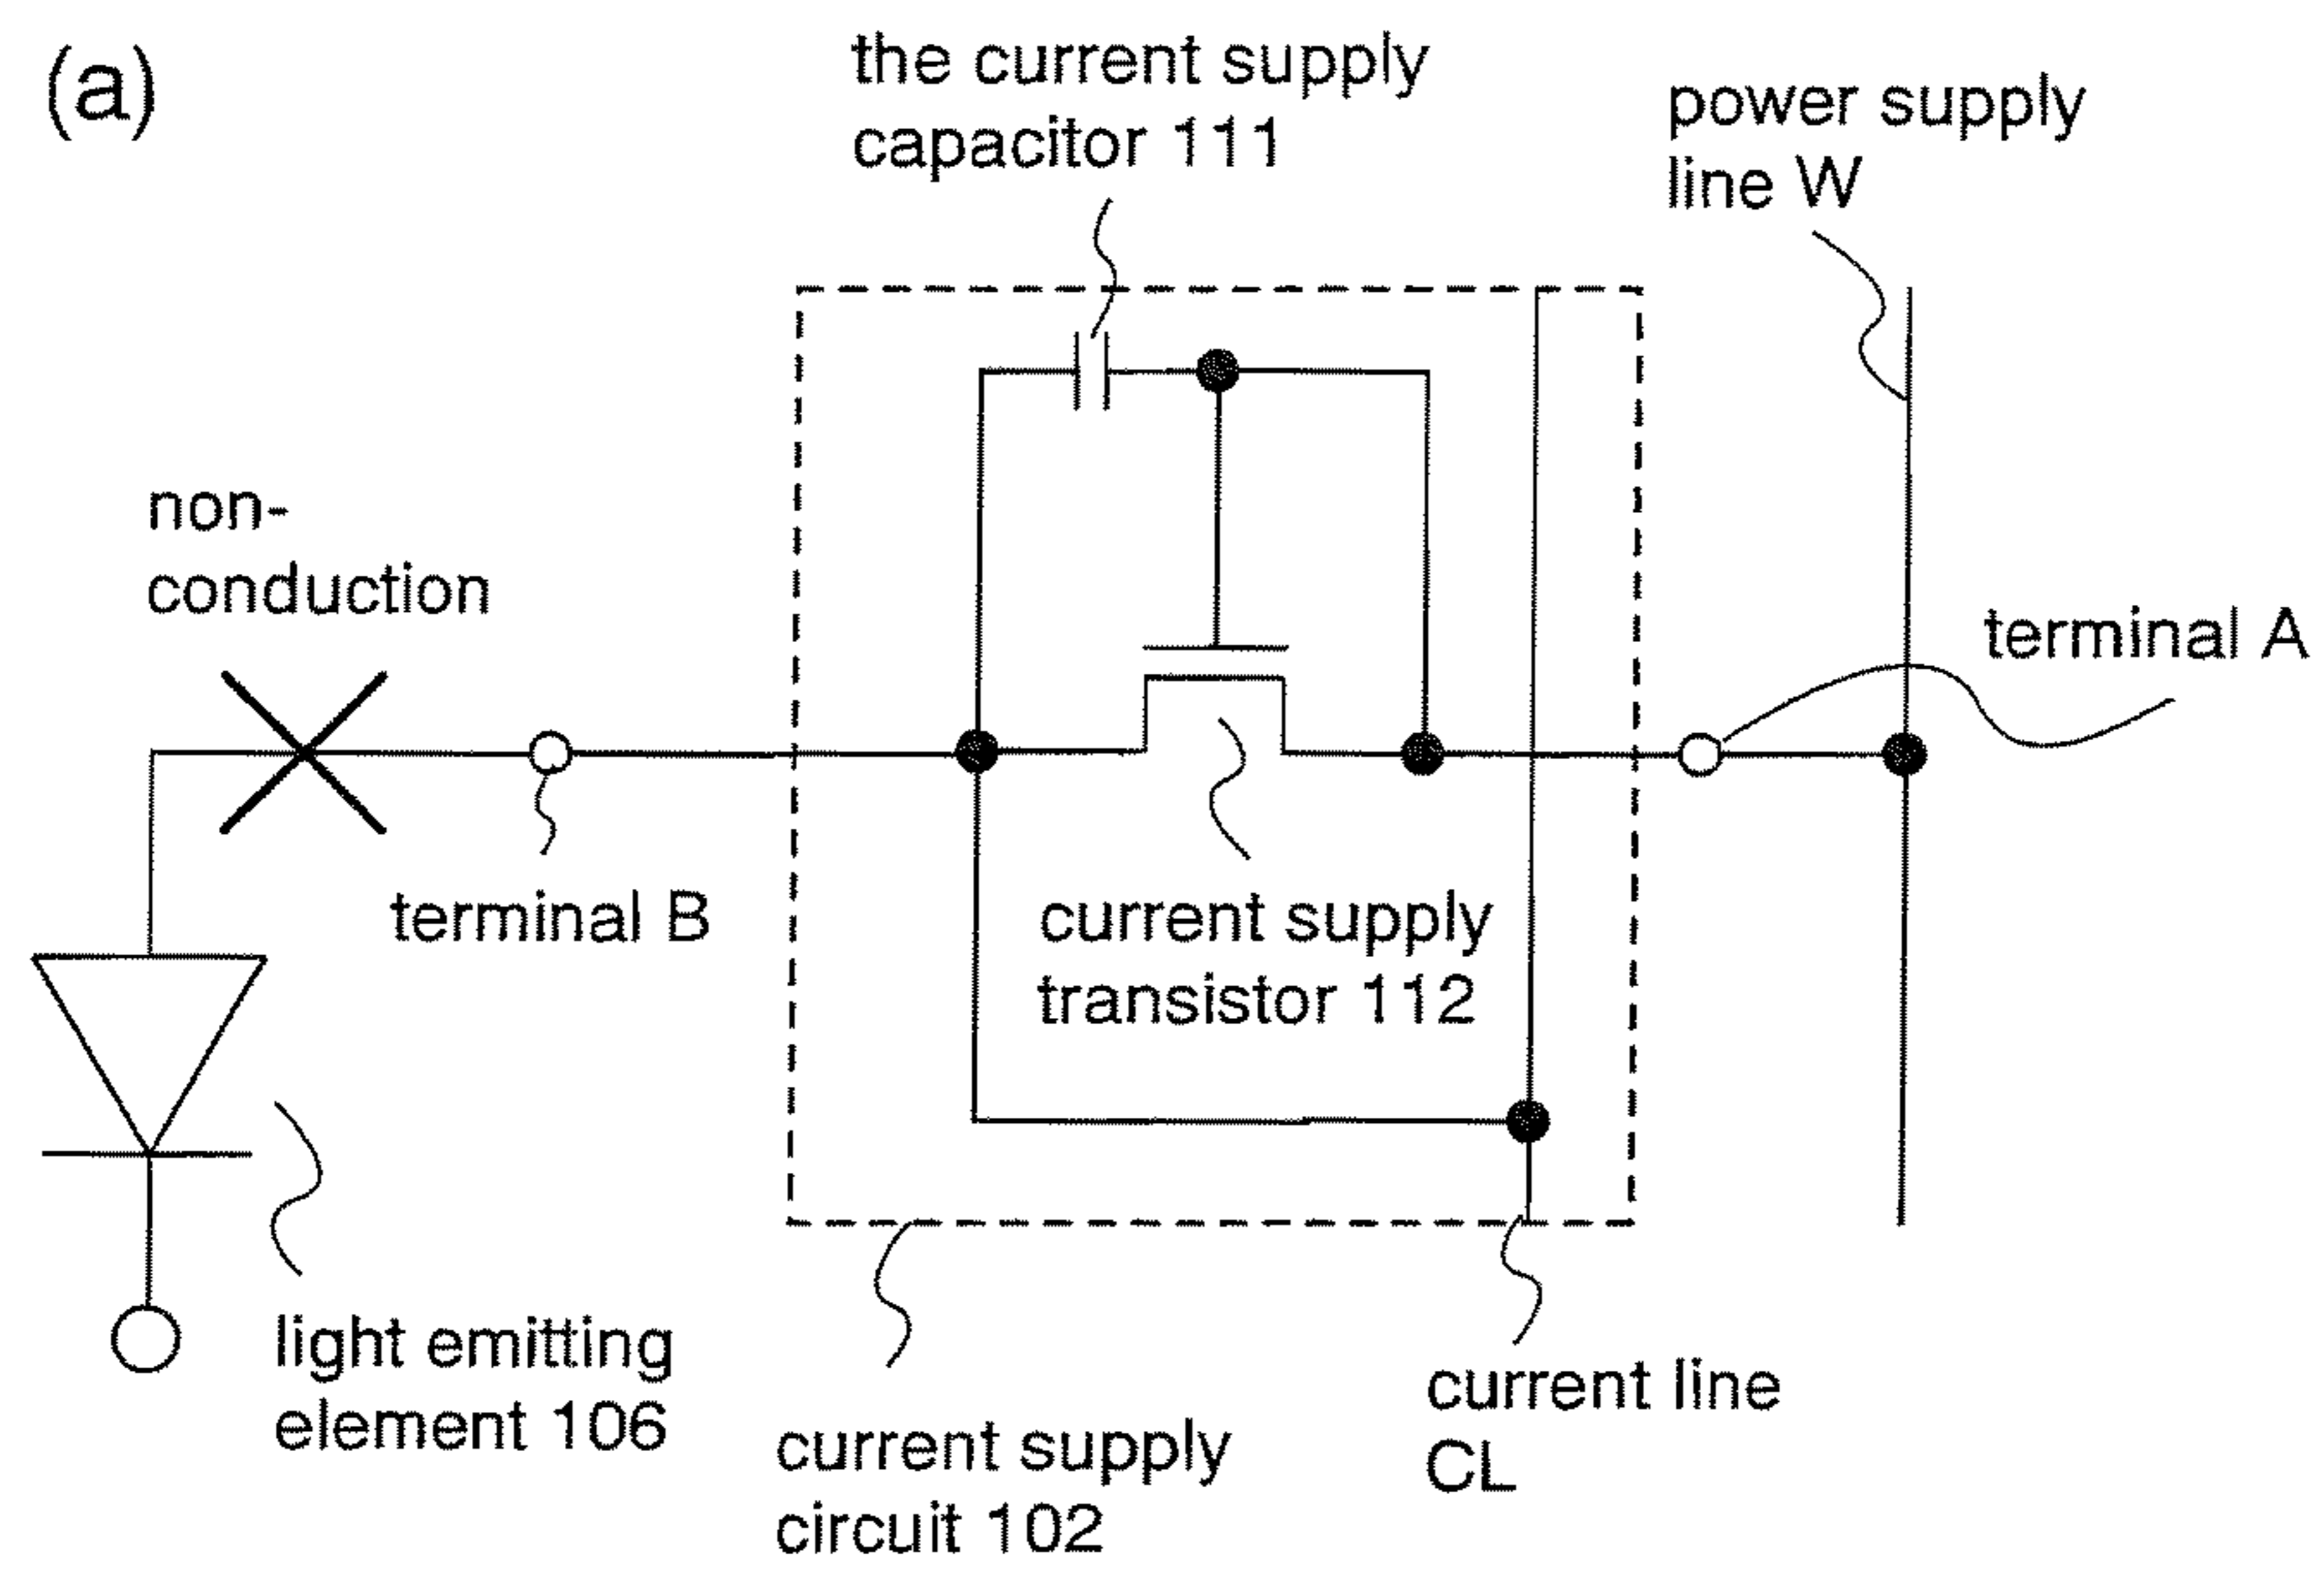 (a)
the current supply
capacitor 111
power supply
line W
non-
conduction
terminal A
terminal B
current supply
transistor 112
light emitting
element 106
current line
CL
current supply
circuit 102